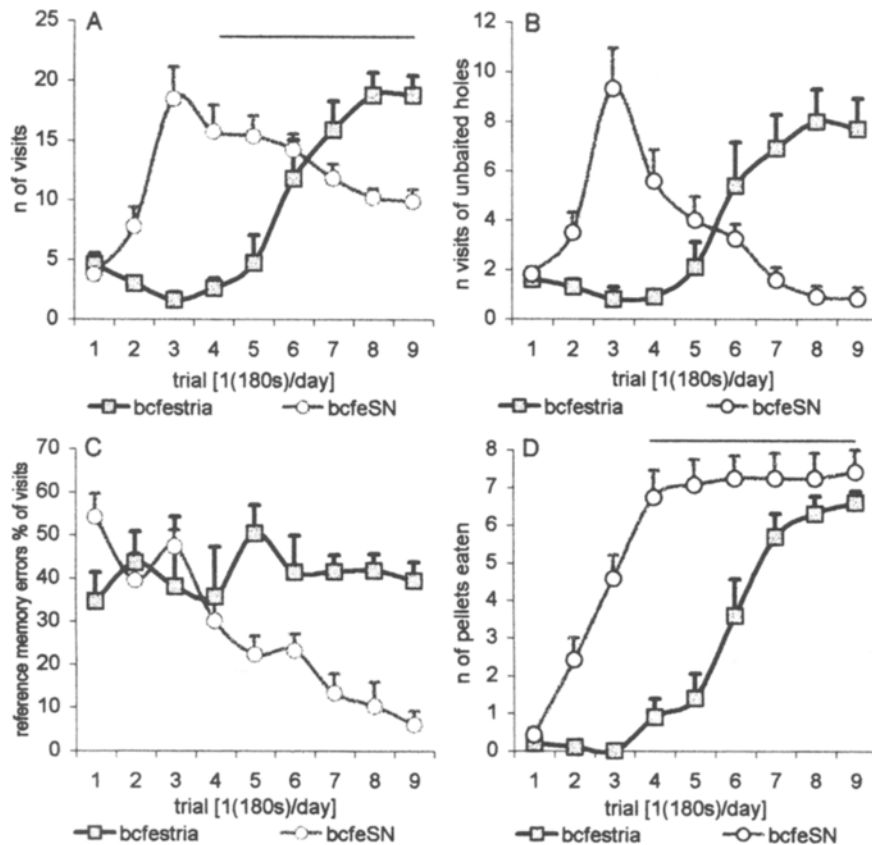 A
25
20
15
10
5
0
n of visits
1 2 3 4 5 6 7 8 9
trial [1(180s)/day]
bcfestria bcfeSN
B
12
10
8
6
4
2
0
n visits of unbaited holes
1 2 3 4 5 6 7 8 9
trial [1(180s)/day]
bcfestria bcfeSN
C
70
60
50
40
30
20
10
0
reference memory errors % of visits
1 2 3 4 5 6 7 8 9
trial [1(180s)/day]
bcfestria bcfeSN
D
8
7
6
5
4
3
2
1
0
n of pellets eaten
1 2 3 4 5 6 7 8 9
trial [1(180s)/day]
bcfestria bcfeSN